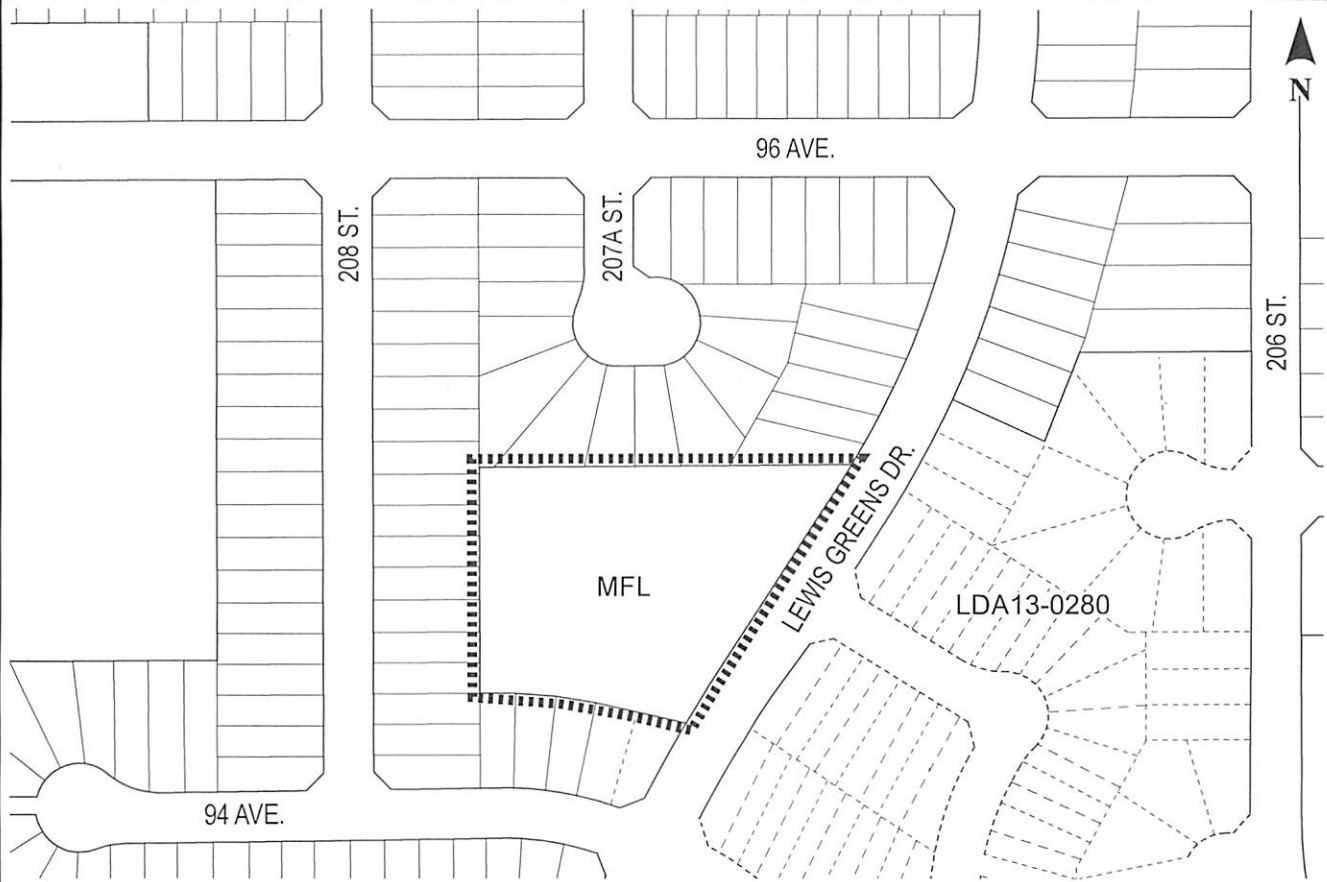 N
96 AVE.
208 ST.
207A ST.
206 ST.
LEWIS GREENS DR.
MFL
LDA13-0280
94 AVE.